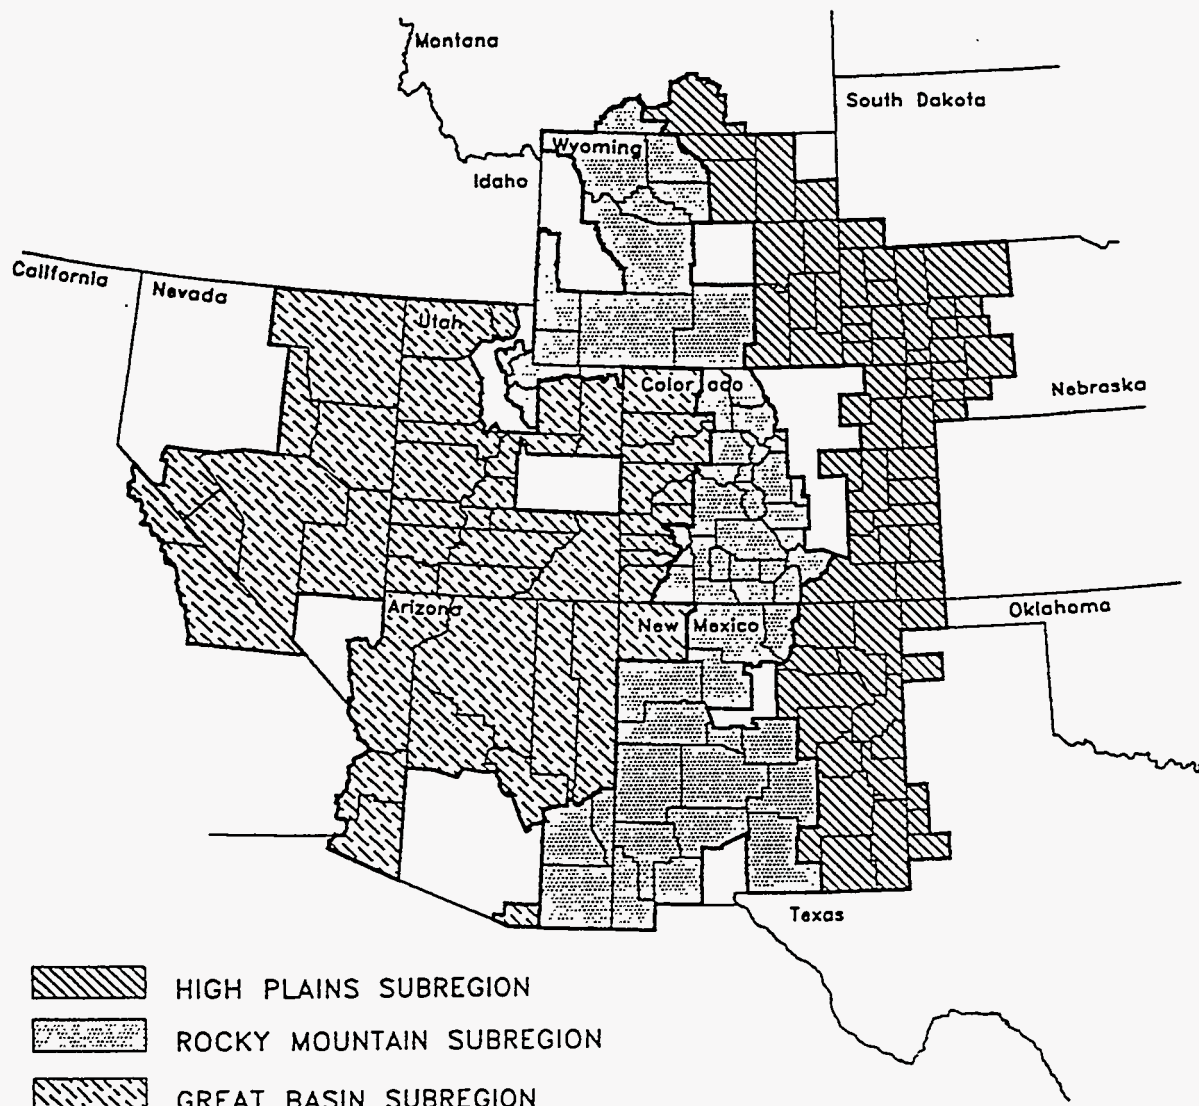 Montana
South Dakota
Wyoming
Idaho
California
Nevada
Utah
Colorado
Nebraska
Arizona
New Mexico
Oklahoma
Texas
HIGH PLAINS SUBREGION
ROCKY MOUNTAIN SUBREGION
GREAT BASIN SUBREGION